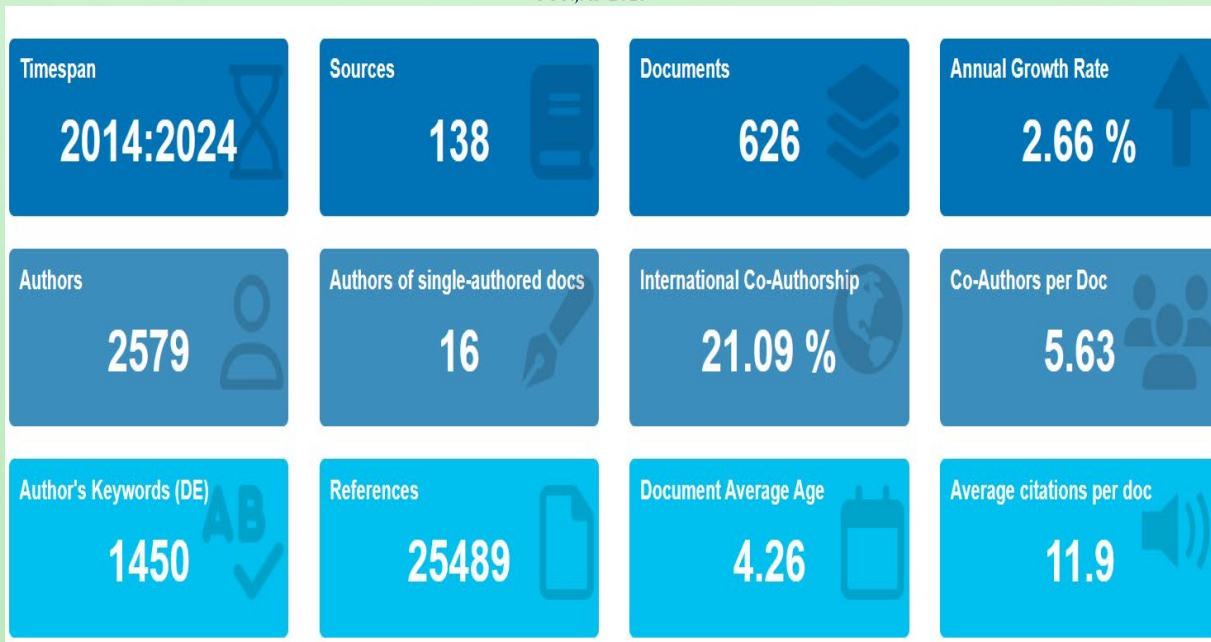 Timespan
2014:2024
Sources
138
Documents
626
Annual Growth Rate
2.66 %
Authors
2579
Authors of single-authored docs
16
International Co-Authorship
21.09 %
Co-Authors per Doc
5.63
Author's Keywords (DE)
AB
1450
References
25489
Document Average Age
4.26
Average citations per doc
11.9